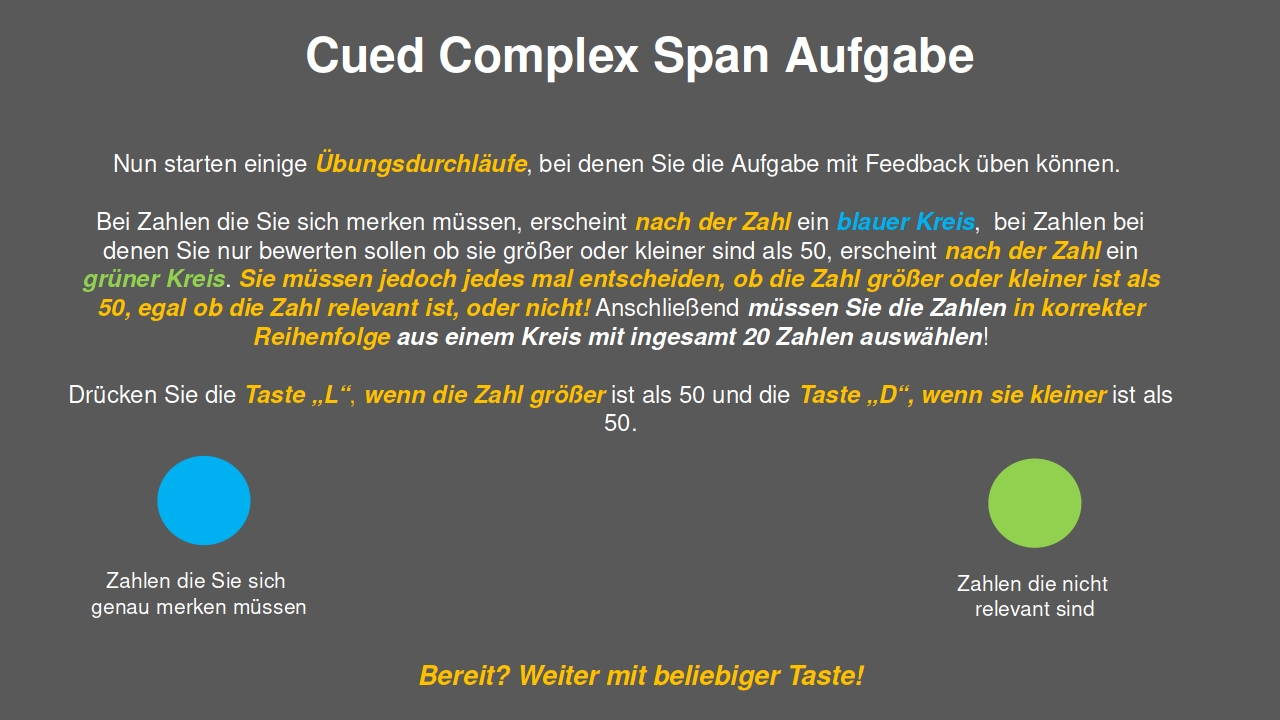 Cued Complex Span Aufgabe
Nun starten einige Übungsdurchläufe, bei denen Sie die Aufgabe mit Feedback üben können.
Bei Zahlen die Sie sich merken müssen, erscheint nach der Zahl ein blauer Kreis,  bei Zahlen bei
denen Sie nur bewerten sollen ob sie größer oder kleiner sind als 50, erscheint nach der Zahl ein
grüner Kreis. Sie müssen jedoch jedes mal entscheiden, ob die Zahl größer oder kleiner ist als
50, egal ob die Zahl relevant ist, oder nicht! Anschließend müssen Sie die Zahlen in korrekter
Reihenfolge aus einem Kreis mit ingesamt 20 Zahlen auswählen!
Drücken Sie die Taste „L“, wenn die Zahl größer ist als 50 und die Taste „D“, wenn sie kleiner ist als
50.
Zahlen die Sie sich
genau merken müssen
Zahlen die nicht
relevant sind
Bereit? Weiter mit beliebiger Taste!